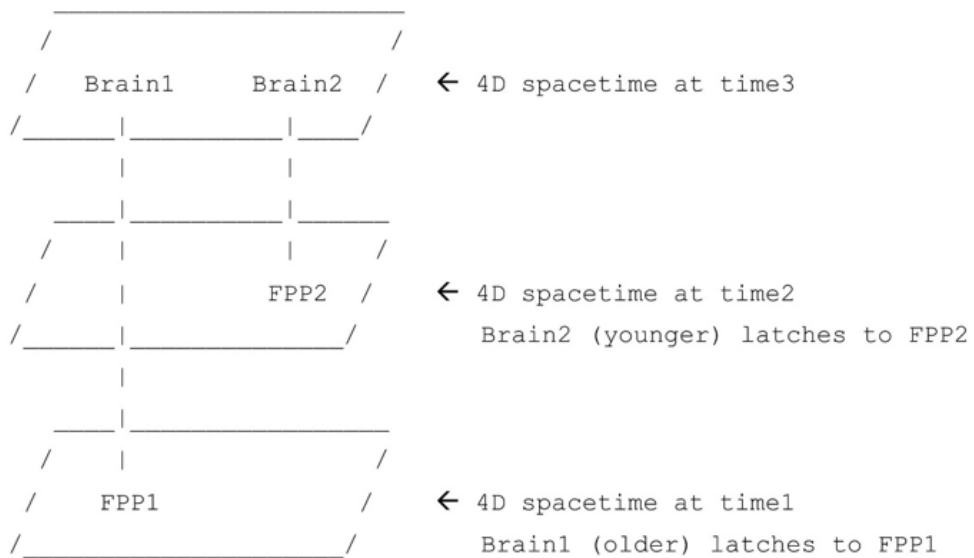 Brain1 Brain2 ← 4D spacetime at time3
FPP2 ← 4D spacetime at time2
Brain2 (younger) latches to FPP2
FPP1 ← 4D spacetime at time1
Brain1 (older) latches to FPP1